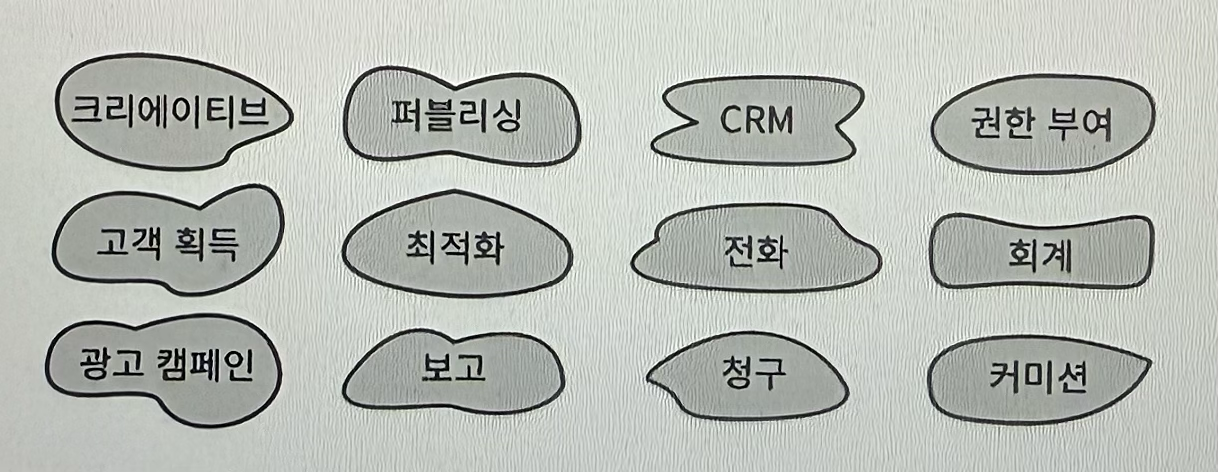 크리에이티브
퍼블리싱
CRM
권한 부여
고객 획득
최적화
전화
회계
광고 캠페인
보고
청구
커미션